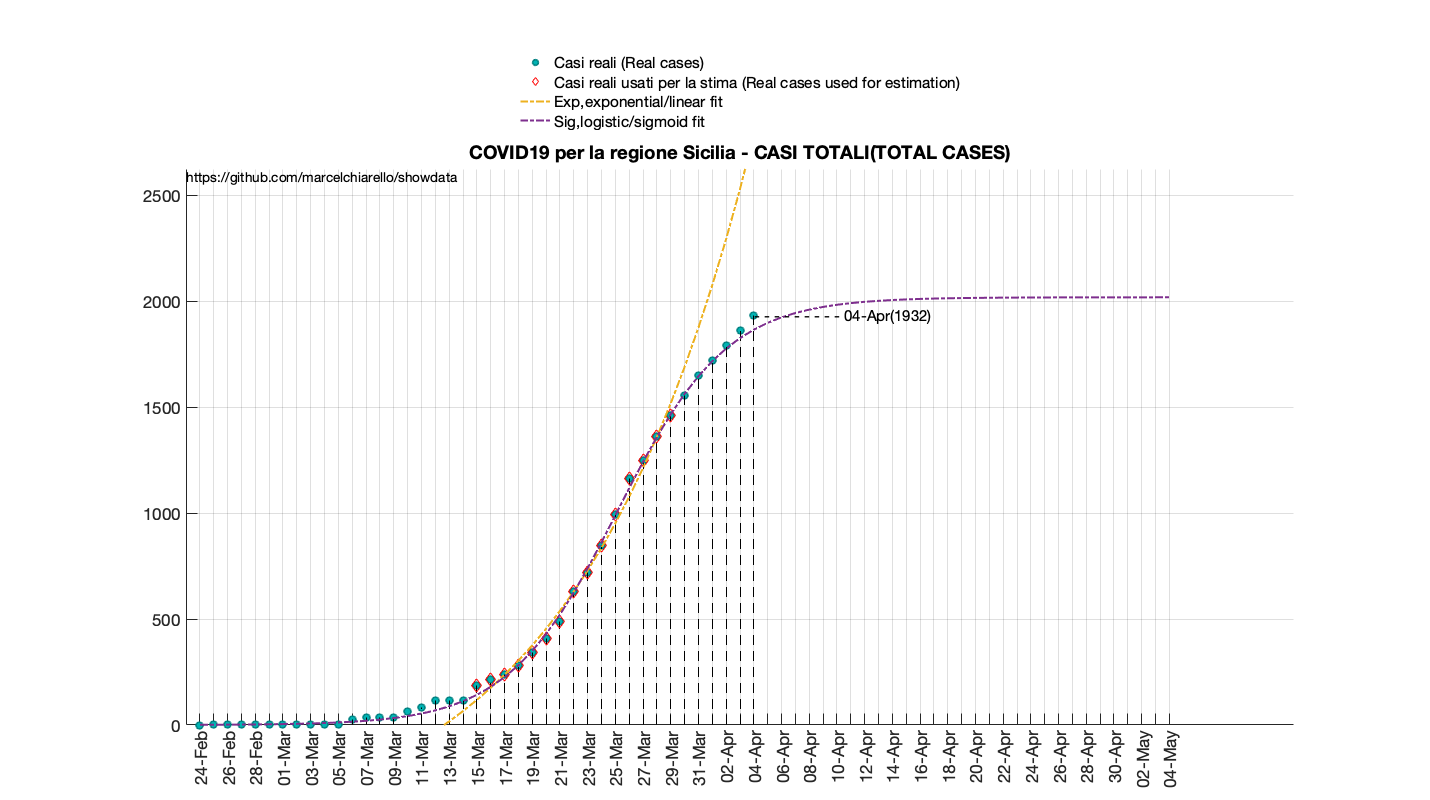 Casi reali (Real cases)
Casi reali usati per la stima (Real cases used for estimation)
Exp,exponential/linear fit
Sig,logistic/sigmoid fit
COVID19 per la regione Sicilia - CASI TOTALI(TOTAL CASES)
https://github.com/marcelchiarello/showdata
2500
2000
04-Apr(1932)
1500
1000
500
0
24-Feb
26-Feb
28-Feb
01-Mar
03-Mar
05-Mar
07-Mar
09-Mar
11-Mar
13-Mar
15-Mar
17-Mar
19-Mar
21-Mar
23-Mar
25-Mar
27-Mar
29-Mar
31-Mar
02-Apr
04-Apr
06-Apr
08-Apr
10-Apr
12-Apr
14-Apr
16-Apr
18-Apr
20-Apr
22-Apr
24-Apr
26-Apr
28-Apr
30-Apr
02-May
04-May